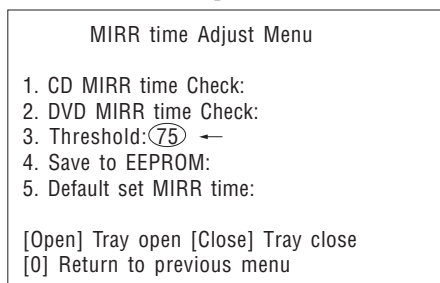 MIRR time Adjust Menu
1. CD MIRR time Check:
2. DVD MIRR time Check:
3. Threshold: 75 ←
4. Save to EEPROM:
5. Default set MIRR time:
[Open] Tray open [Close] Tray close
[0] Return to previous menu